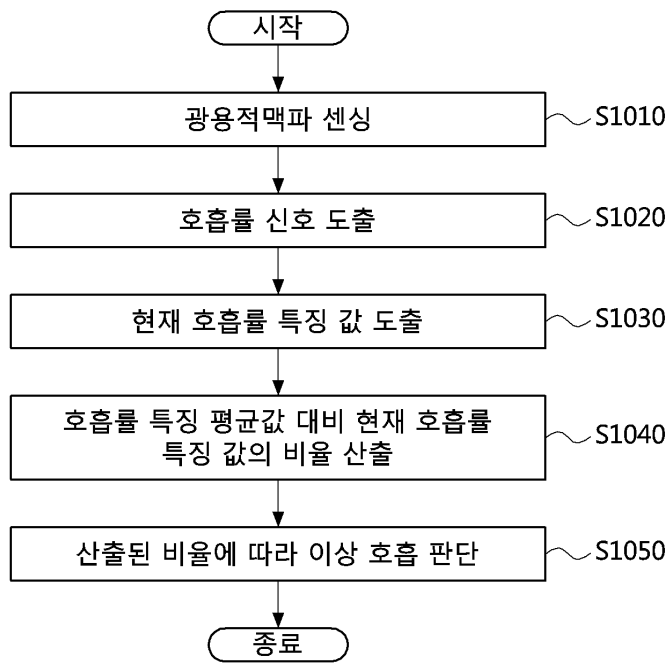 시작
광용적맥파 센싱
S1010
호흡률 신호 도출
S1020
현재 호흡률 특징 값 도출
S1030
호흡률 특징 평균값 대비 현재 호흡률
특징 값의 비율 산출
S1040
산출된 비율에 따라 이상 호흡 판단
S1050
종료